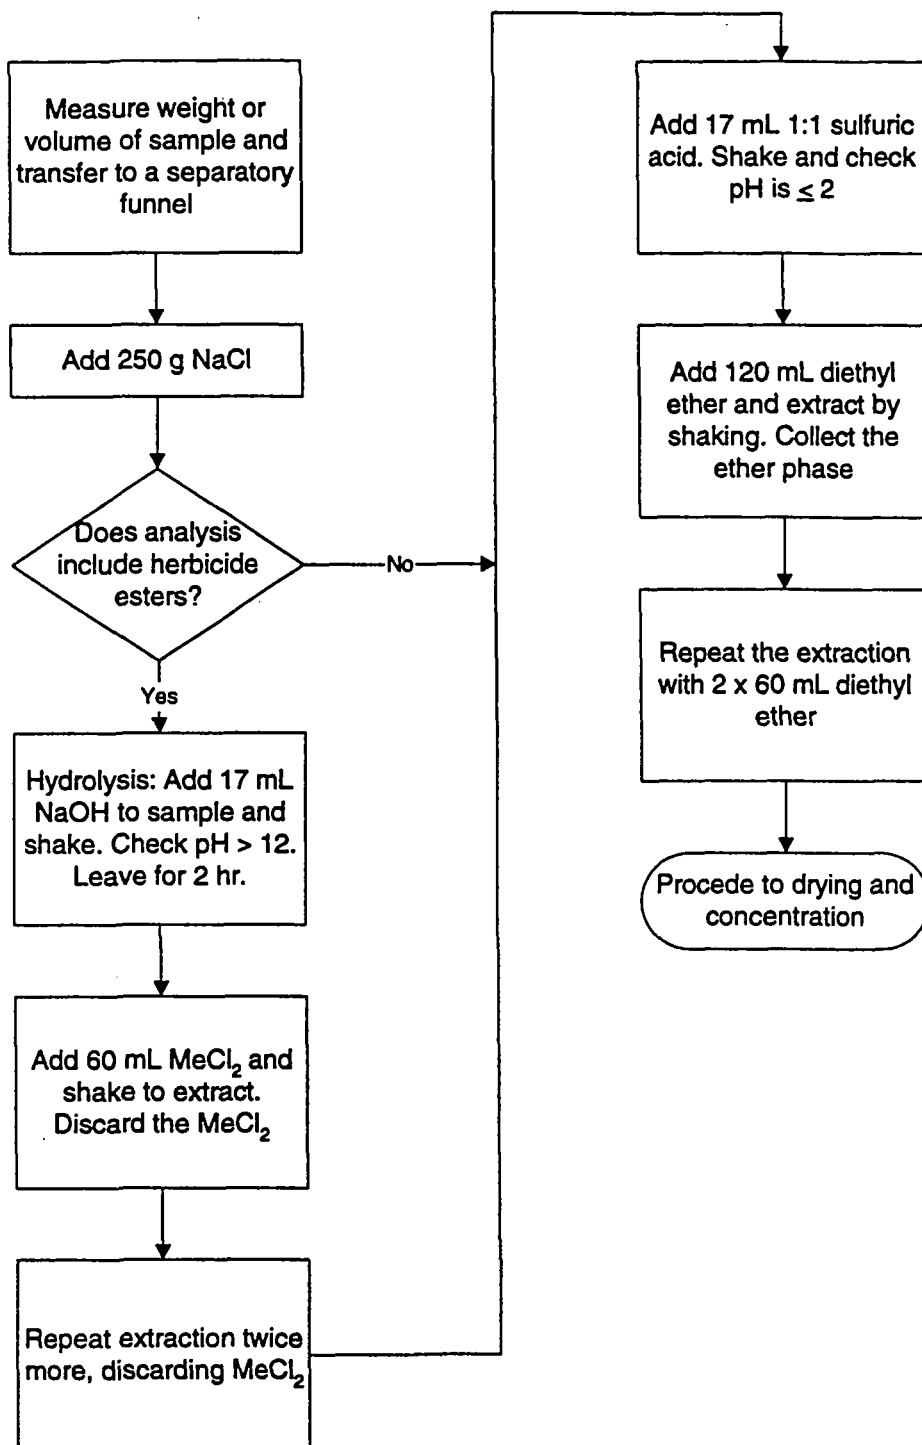 Measure weight or
volume of sample and
transfer to a separatory
funnel
Add 250 g NaCl
Does analysis
include herbicide
esters?
No
Yes
Hydrolysis: Add 17 mL
NaOH to sample and
shake. Check pH > 12.
Leave for 2 hr.
Add 60 mL MeCl₂ and
shake to extract.
Discard the MeCl₂
Repeat extraction twice
more, discarding MeCl₂
Add 17 mL 1:1 sulfuric
acid. Shake and check
pH is ≤ 2
Add 120 mL diethyl
ether and extract by
shaking. Collect the
ether phase
Repeat the extraction
with 2 x 60 mL diethyl
ether
Procede to drying and
concentration